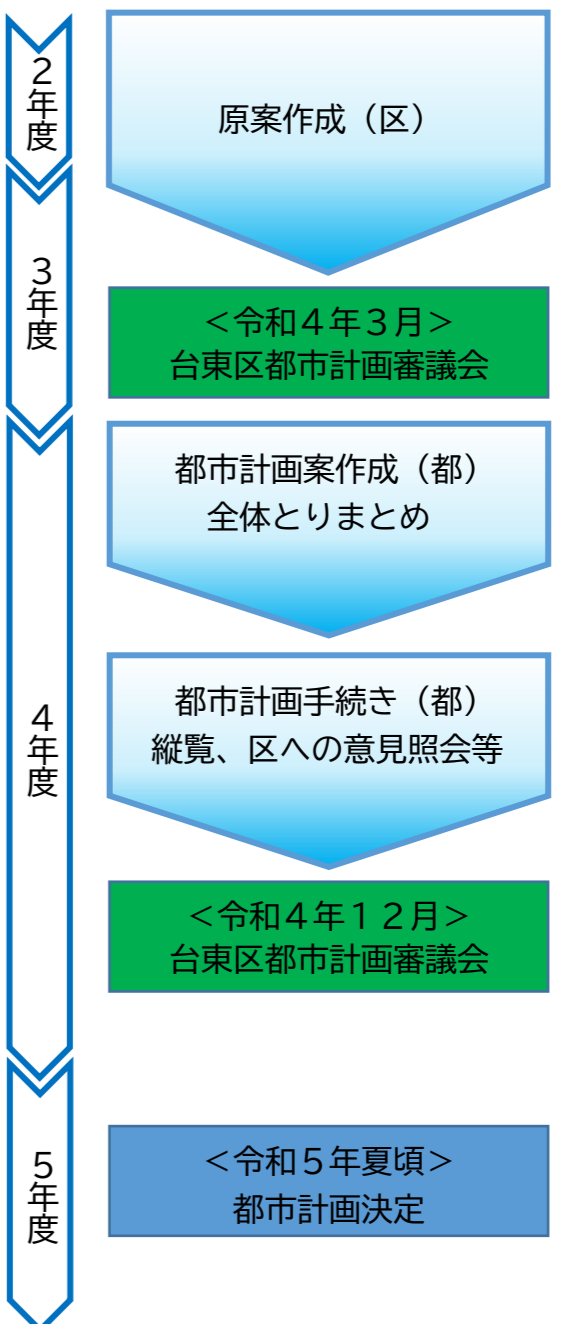 2年度
原案作成（区）
3年度
＜令和４年３月＞
台東区都市計画審議会
4年度
都市計画案作成（都）
全体とりまとめ
都市計画手続き（都）
縦覧、区への意見照会等
＜令和４年１２月＞
台東区都市計画審議会
5年度
＜令和５年夏頃＞
都市計画決定